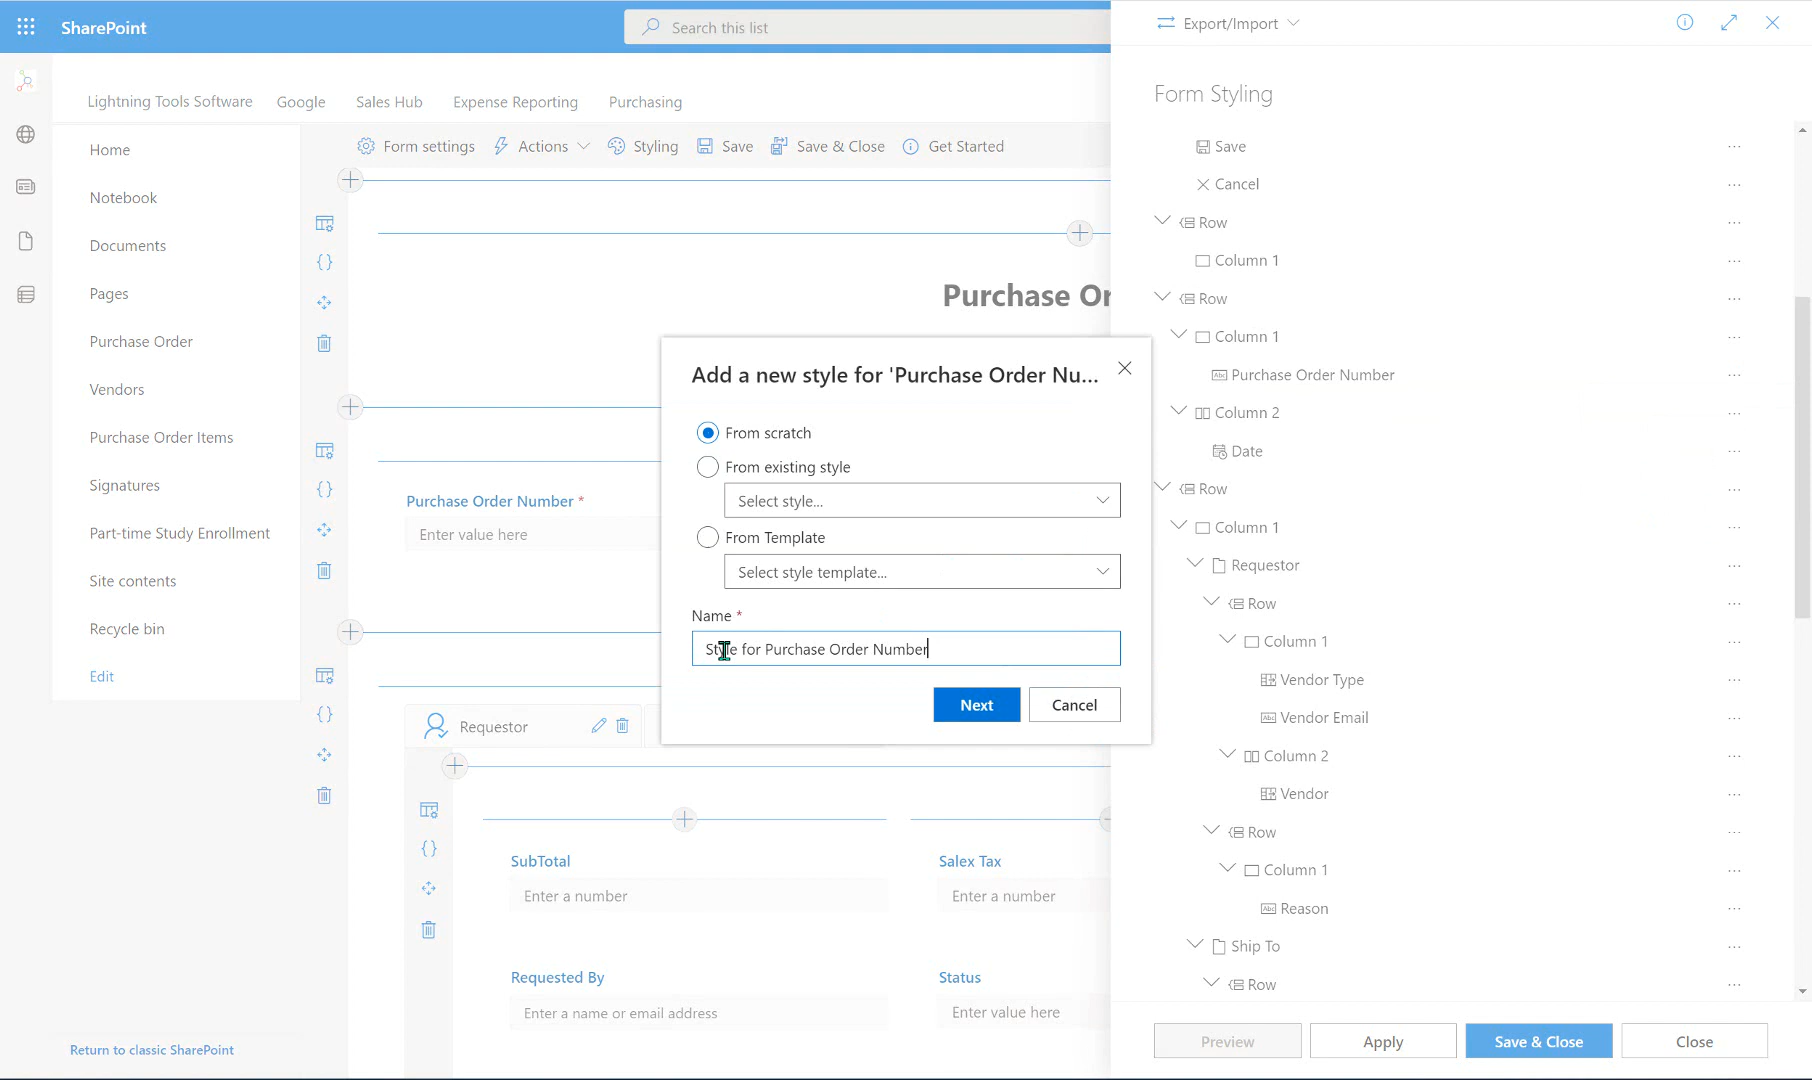 SharePoint
Search this list
Export/Import
Lightning Tools Software
Google
Sales Hub
Expense Reporting
Purchasing
Form Styling
Home
Notebook
Documents
Pages
Purchase Order
Vendors
Purchase Order Items
Signatures
Part-time Study Enrollment
Site contents
Recycle bin
Edit
Return to classic SharePoint
Form settings
Actions
Styling
Save
Save & Close
Get Started
Purchase Or
Purchase Order Number *
Enter value here
Requestor
SubTotal
Enter a number
Salex Tax
Enter a number
Requested By
Enter a name or email address
Status
Enter value here
Add a new style for 'Purchase Order Nu...
From scratch
From existing style
Select style...
From Template
Select style template...
Name *
Style for Purchase Order Number
Next
Cancel
Save
Cancel
Row
Column 1
Row
Column 1
Abc Purchase Order Number
Column 2
Date
Row
Column 1
Requestor
Row
Column 1
Vendor Type
Abc Vendor Email
Column 2
Vendor
Row
Column 1
Abc Reason
Ship To
Row
Preview
Apply
Save & Close
Close